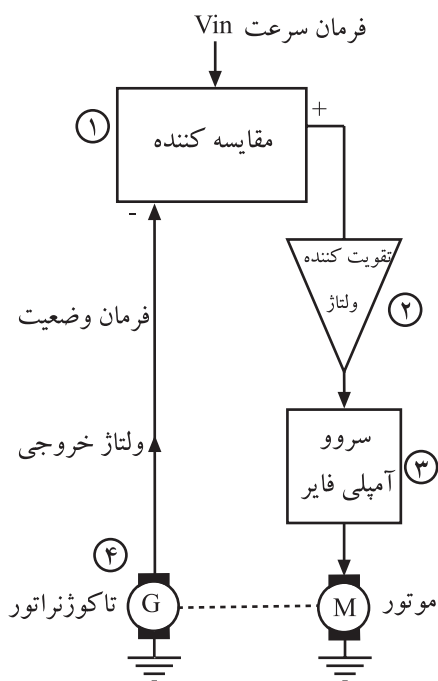 فرمان سرعت Vin
+
۱
مقایسه کننده
-
تقویت کننده
ولتاژ
۲
فرمان وضعیت
سروو
آمپلی فایر
۳
ولتاژ خروجی
۴
تاکوژنراتور
G
M
موتور